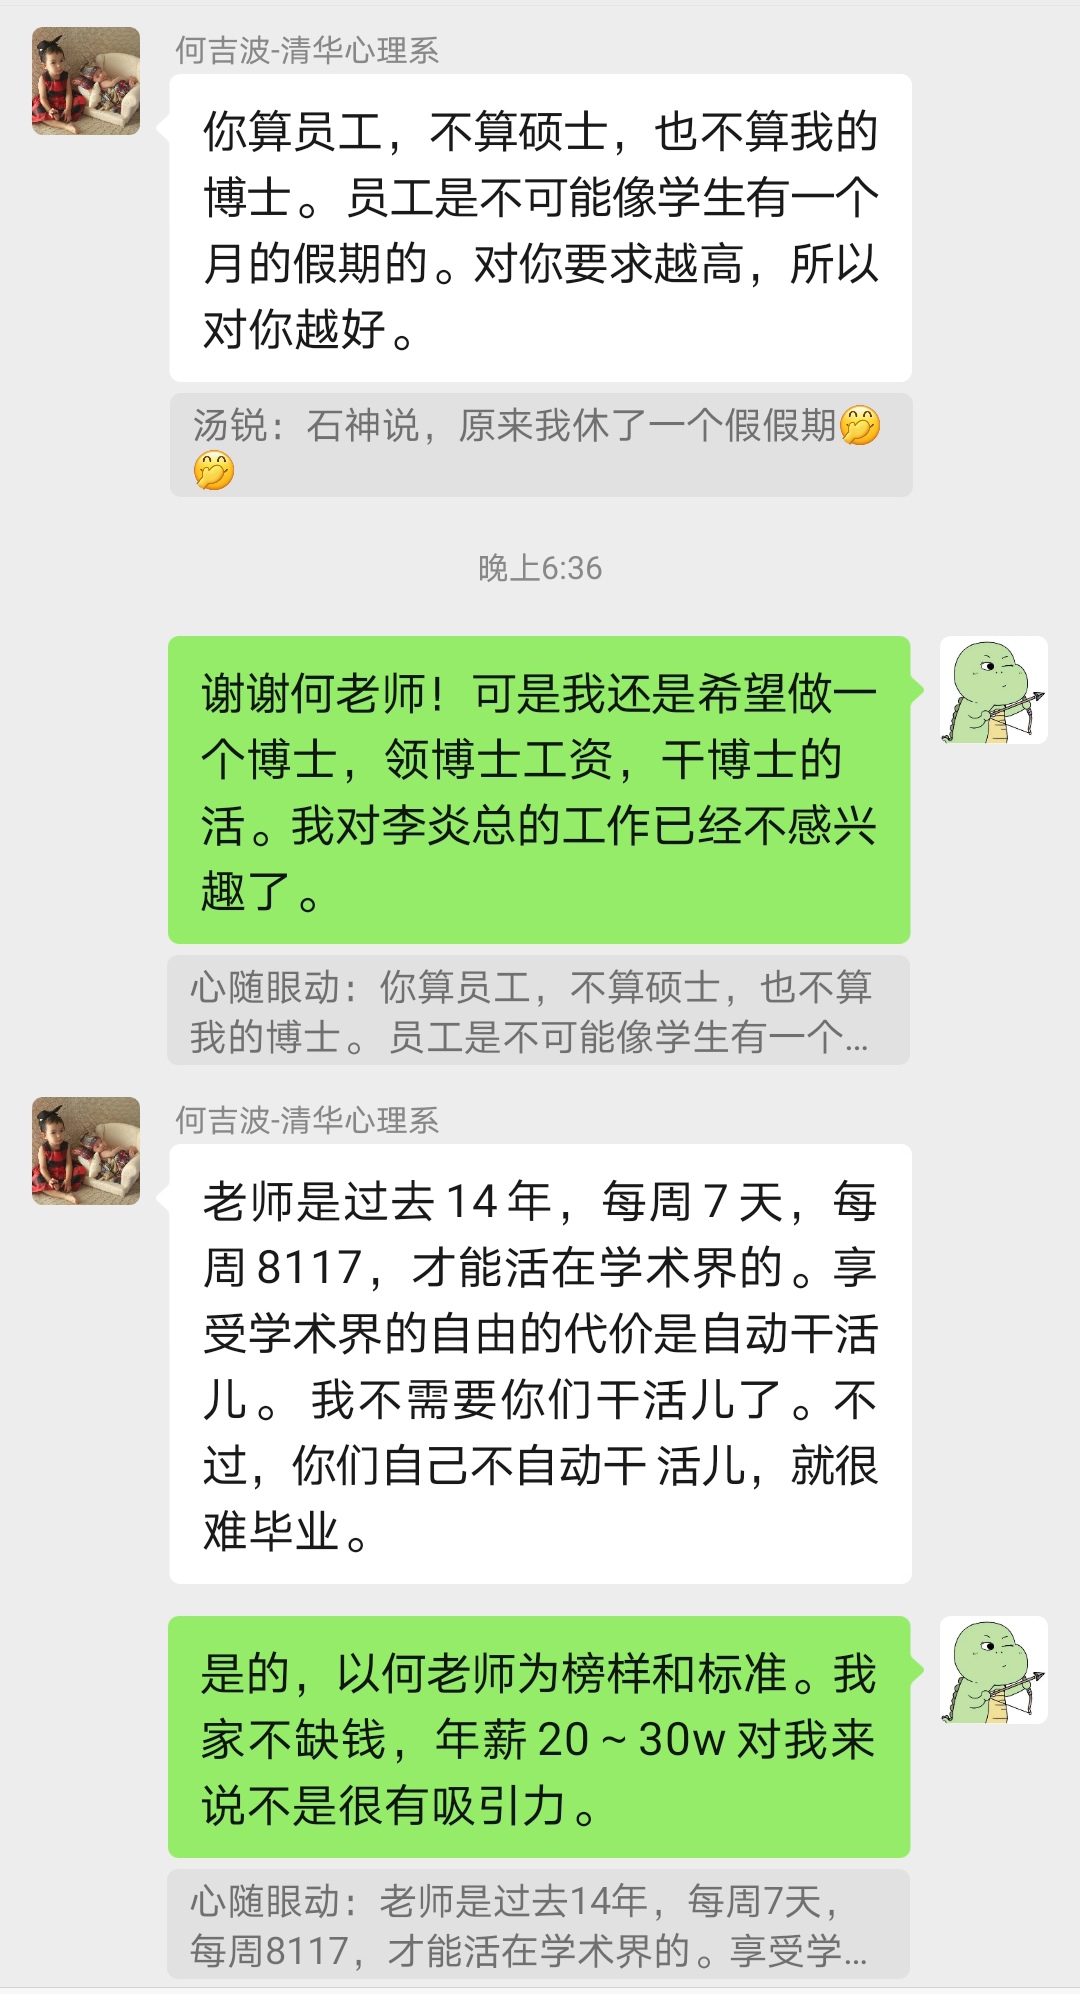 何吉波-清华心理系
你算员工，不算硕士，也不算我的
博士。员工是不可能像学生有一个
月的假期的。对你要求越高，所以
对你越好。
汤锐：石神说，原来我休了一个假假期🤭
🤭
晚上6:36
谢谢何老师！可是我还是希望做一
个博士，领博士工资，干博士的
活。我对李炎总的工作已经不感兴
趣了。
心随眼动：你算员工，不算硕士，也不算
我的博士。员工是不可能像学生有一个...
何吉波-清华心理系
老师是过去14年，每周7天，每
周8117，才能活在学术界的。享
受学术界的自由的代价是自动干活
儿。 我不需要你们干活儿了。不
过，你们自己不自动干 活儿，就很
难毕业。
是的，以何老师为榜样和标准。我
家不缺钱，年薪20～30w对我来
说不是很有吸引力。
心随眼动：老师是过去14年，每周7天，
每周8117，才能活在学术界的。享受学...